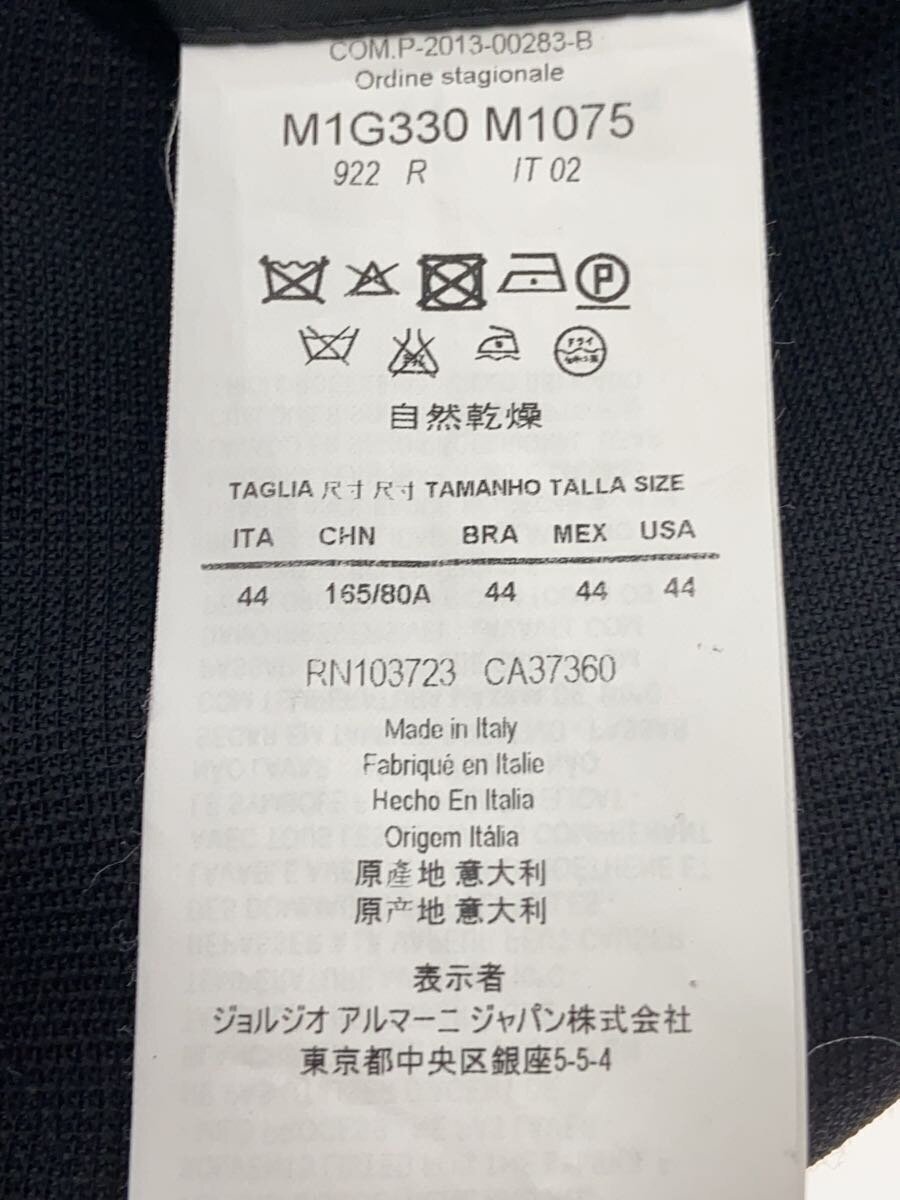 COM.P-2013-00283-B
Ordine stagionale
M1G330 M1075
922 R IT 02
P
ドライ
自然乾燥
TAGLIA 尺寸 尺寸 TAMANHO TALLA SIZE
ITA CHN BRA MEX USA
44 165/80A 44 44 44
RN103723 CA37360
Made in Italy
Fabriqué en Italie
Hecho En Italia
Origem Itália
原產地 意大利
原产地 意大利
表示者
ジョルジオ アルマーニ ジャパン株式会社
東京都中央区銀座5-5-4